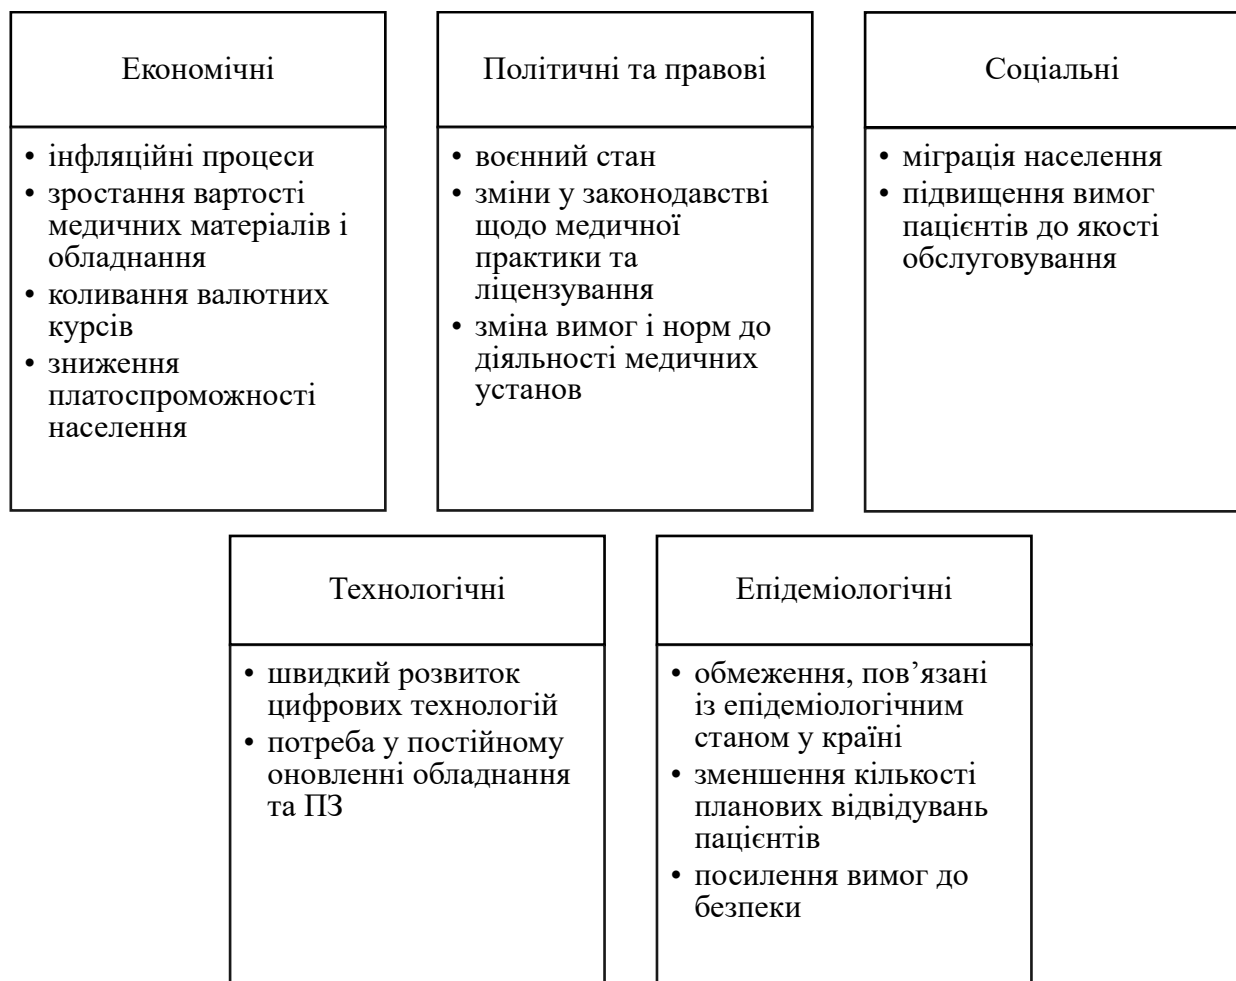 Економічні
• інфляційні процеси
• зростання вартості
медичних матеріалів і
обладнання
• коливання валютних
курсів
• зниження
платоспроможності
населення
Політичні та правові
• воєнний стан
• зміни у законодавстві
щодо медичної
практики та
ліцензування
• зміна вимог і норм до
діяльності медичних
установ
Соціальні
• міграція населення
• підвищення вимог
пацієнтів до якості
обслуговування
Технологічні
• швидкий розвиток
цифрових технологій
• потреба у постійному
оновленні обладнання
та ПЗ
Епідеміологічні
• обмеження, пов’язані
із епідеміологічним
станом у країні
• зменшення кількості
планових відвідувань
пацієнтів
• посилення вимог до
безпеки